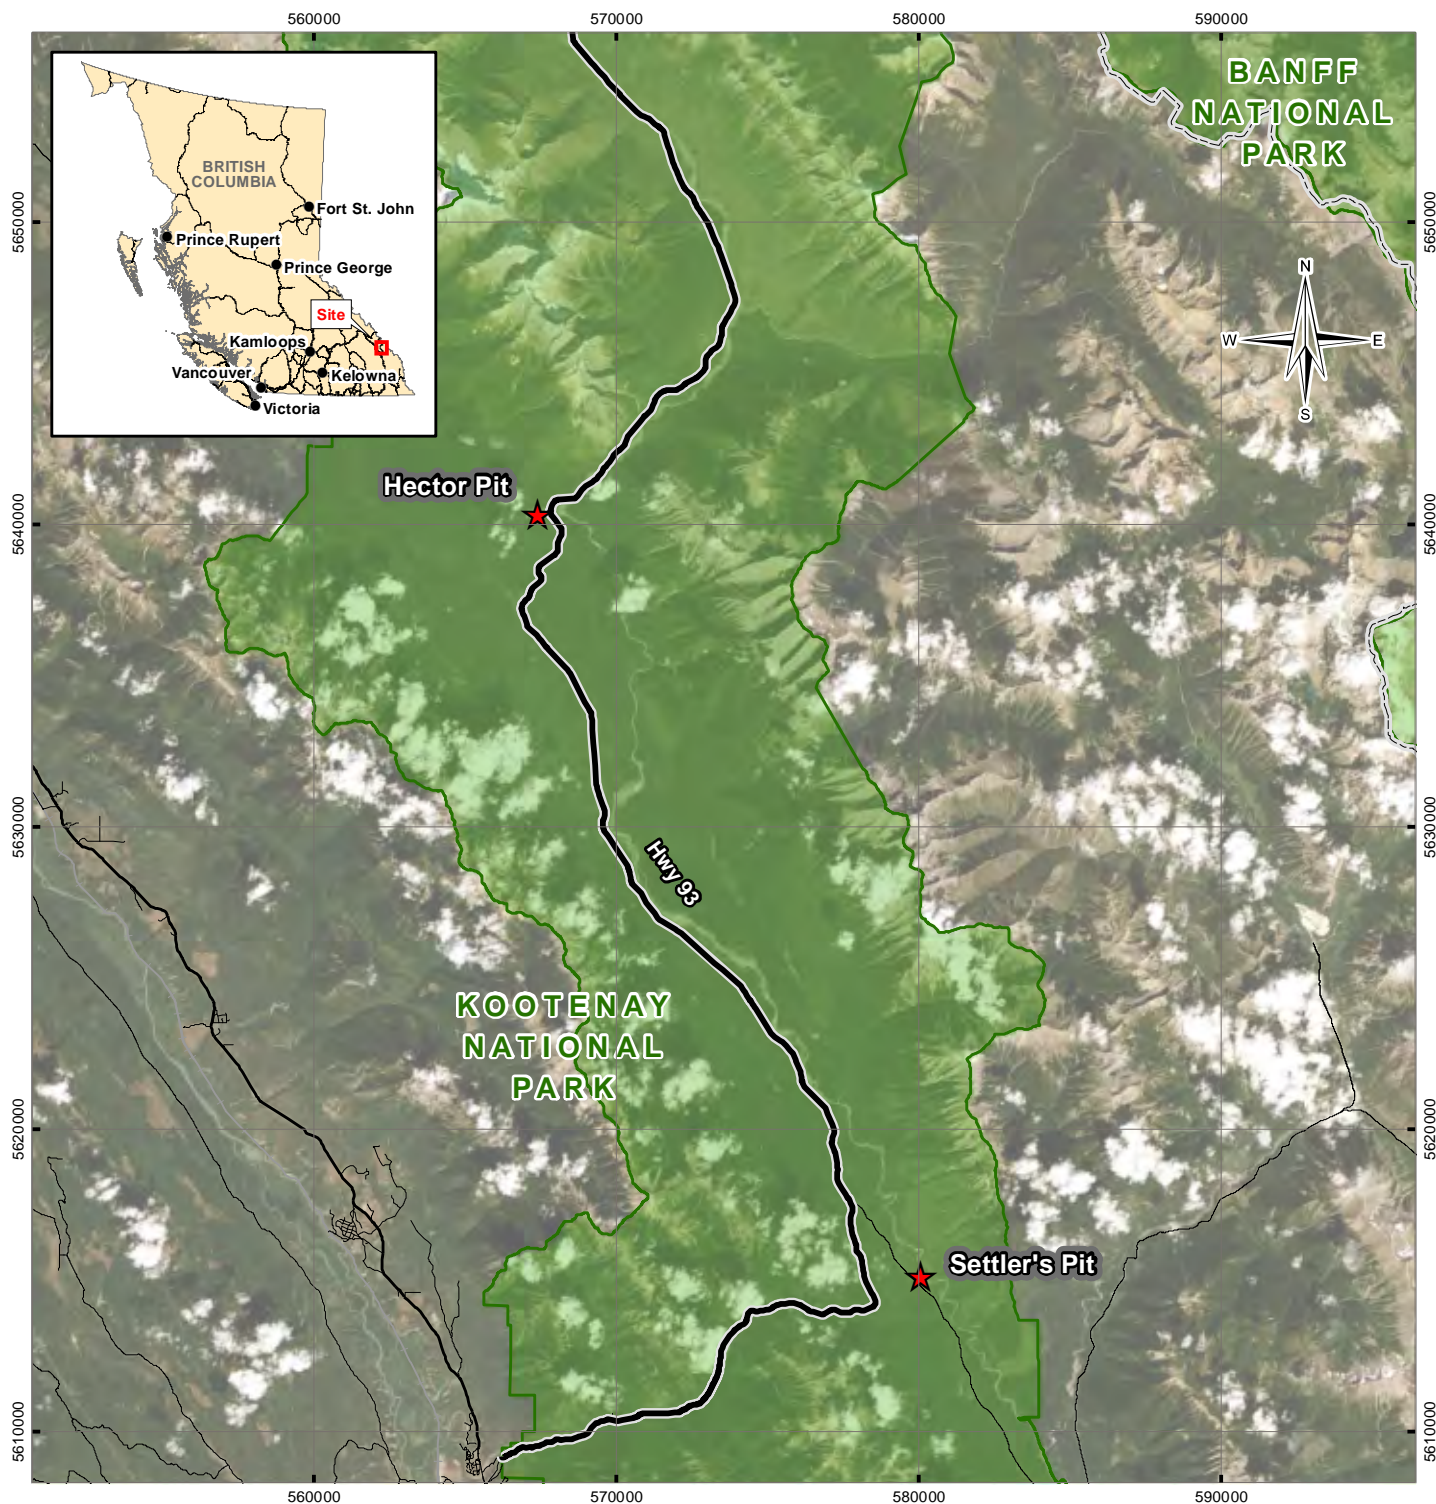 560000
570000
580000
590000
BANFF
NATIONAL
PARK
BRITISH
COLUMBIA
Fort St. John
Prince Rupert
Prince George
Site
Kamloops
Vancouver
Kelowna
Victoria
5650000
5650000
N
W
E
S
Hector Pit
5640000
5640000
5630000
5630000
Hwy 93
KOOTENAY
NATIONAL
PARK
5620000
5620000
Settler's Pit
5610000
5610000
560000
570000
580000
590000